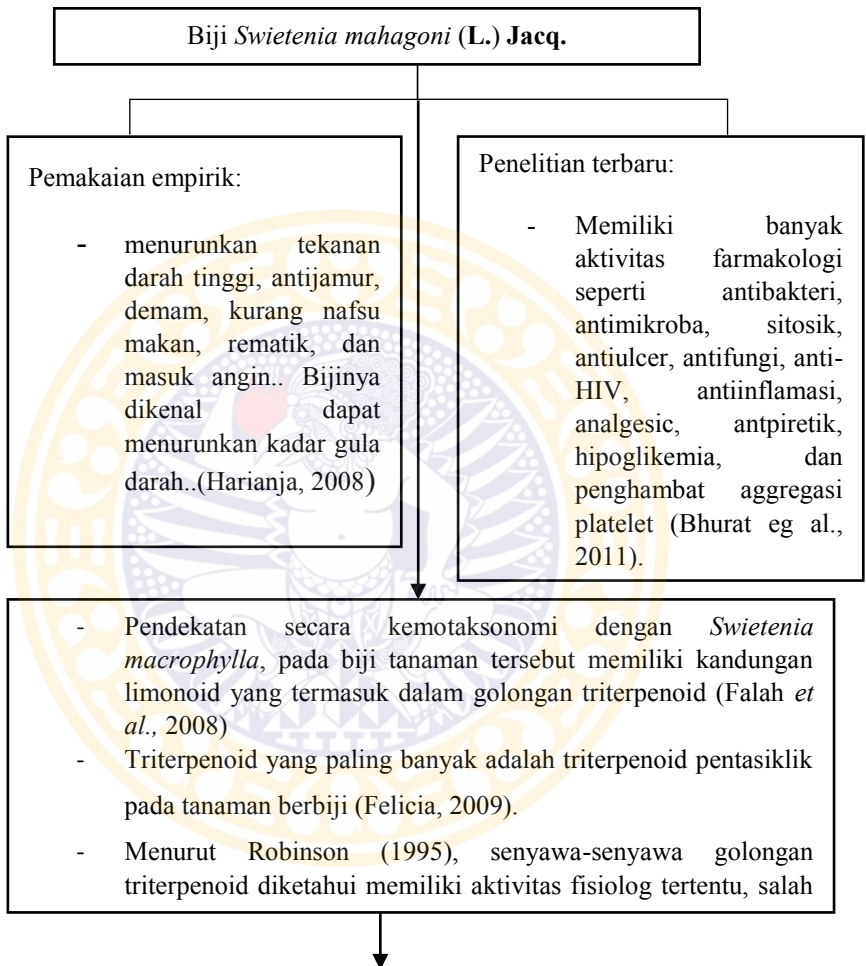 Biji Swietenia mahagoni (L.) Jacq.
Pemakaian empirik:
- menurunkan tekanan
darah tinggi, antijamur,
demam, kurang nafsu
makan, rematik, dan
masuk angin.. Bijinya
dikenal dapat
menurunkan kadar gula
darah..(Harianja, 2008)
Penelitian terbaru:
- Memiliki banyak
aktivitas farmakologi
seperti antibakteri,
antimikroba, sitosik,
antiulcer, antifungi, anti-
HIV, antiinflamasi,
analgesic, antpiretik,
hipoglikemia, dan
penghambat aggregasi
platelet (Bhurat eg al.,
2011).
- Pendekatan secara kemotaksonomi dengan Swietenia
macrophylla, pada biji tanaman tersebut memiliki kandungan
limonoid yang termasuk dalam golongan triterpenoid (Falah et
al., 2008)
- Triterpenoid yang paling banyak adalah triterpenoid pentasiklik
pada tanaman berbiji (Felicia, 2009).
- Menurut Robinson (1995), senyawa-senyawa golongan
triterpenoid diketahui memiliki aktivitas fisiolog tertentu, salah